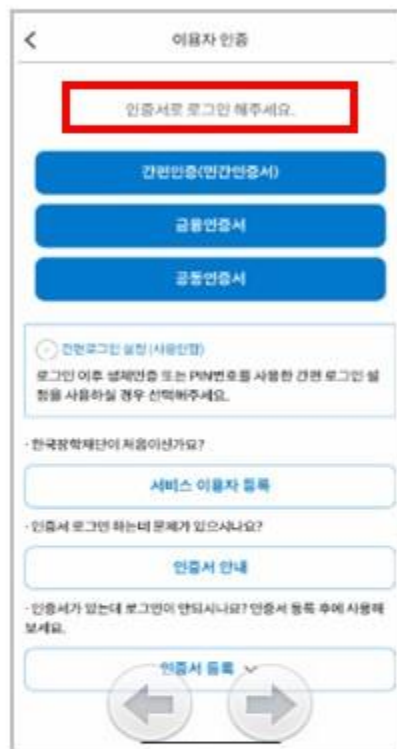 이용자 인증
인증서로 로그인 해주세요.
간편인증(민간인증서)
금융인증서
공동인증서
간편로그인 설정 (사용안함)
로그인 이후 생체인증 또는 PIN번호를 사용한 간편 로그인 설
정을 사용하실 경우 선택해주세요.
· 한국장학재단이 처음이신가요?
서비스 이용자 등록
· 인증서 로그인 하는데 문제가 있으시나요?
인증서 안내
· 인증서가 있는데 로그인이 안되시나요? 인증서 등록 후에 사용해
보세요.
인증서 등록